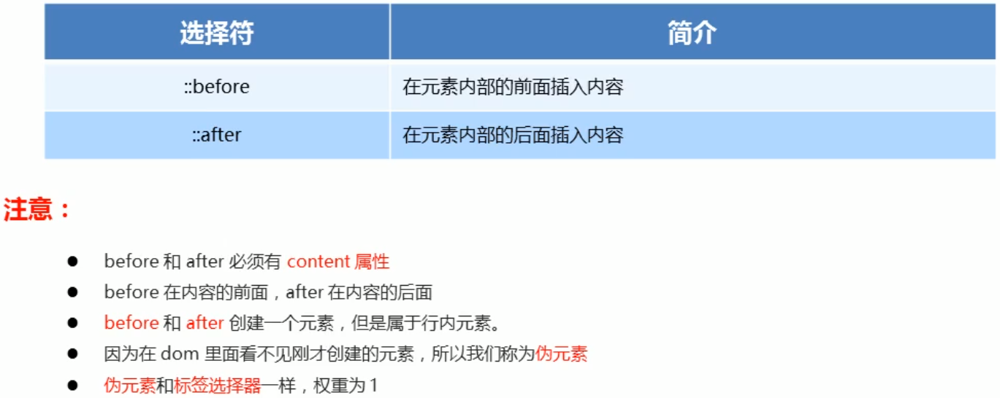 选择符 简介
::before 在元素内部的前面插入内容
::after 在元素内部的后面插入内容
注意：
● before 和 after 必须有 content 属性
● before 在内容的前面，after 在内容的后面
● before 和 after 创建一个元素，但是属于行内元素。
● 因为在 dom 里面看不见刚才创建的元素，所以我们称为伪元素
● 伪元素和标签选择器一样，权重为 1